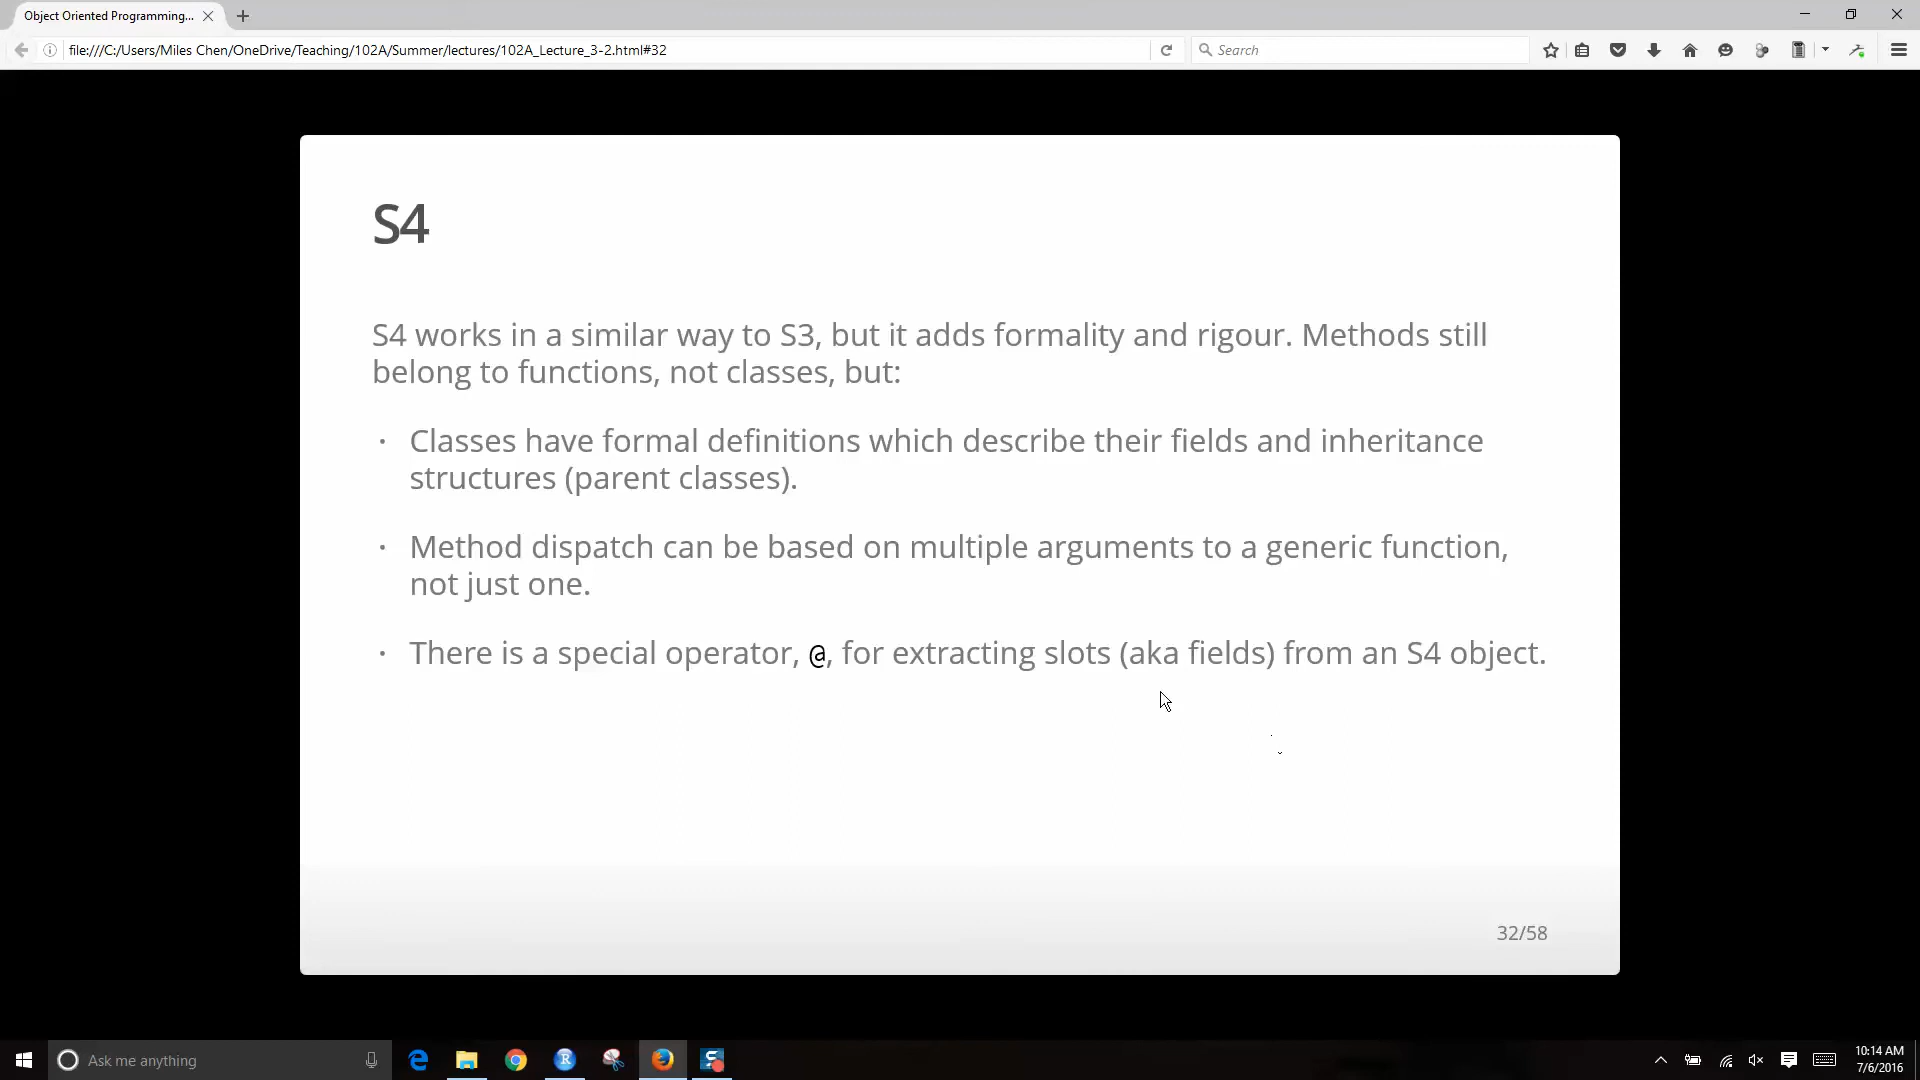 Object Oriented Programming...
file:///C:/Users/Miles Chen/OneDrive/Teaching/102A/Summer/lectures/102A_Lecture_3-2.html#32
Search
S4
S4 works in a similar way to S3, but it adds formality and rigour. Methods still
belong to functions, not classes, but:
· Classes have formal definitions which describe their fields and inheritance
structures (parent classes).
· Method dispatch can be based on multiple arguments to a generic function,
not just one.
· There is a special operator, @, for extracting slots (aka fields) from an S4 object.
32/58
Ask me anything
10:14 AM
7/6/2016